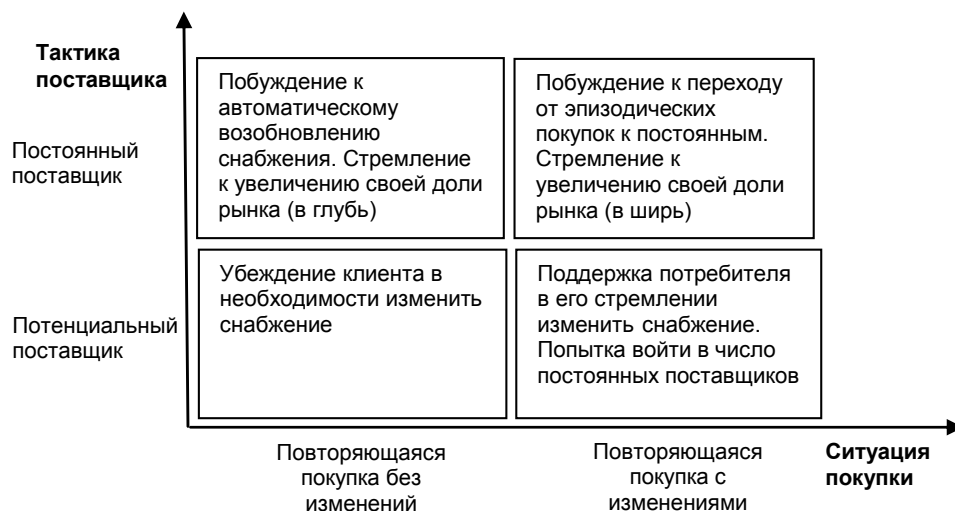 Тактика
поставщика
Постоянный
поставщик
Побуждение к
автоматическому
возобновлению
снабжения. Стремление
к увеличению своей доли
рынка (в глубь)
Побуждение к переходу
от эпизодических
покупок к постоянным.
Стремление к
увеличению своей доли
рынка (в ширь)
Потенциальный
поставщик
Убеждение клиента в
необходимости изменить
снабжение
Поддержка потребителя
в его стремлении
изменить снабжение.
Попытка войти в число
постоянных поставщиков
Повторяющаяся
покупка без
изменений
Повторяющаяся
покупка с
изменениями
Ситуация
покупки